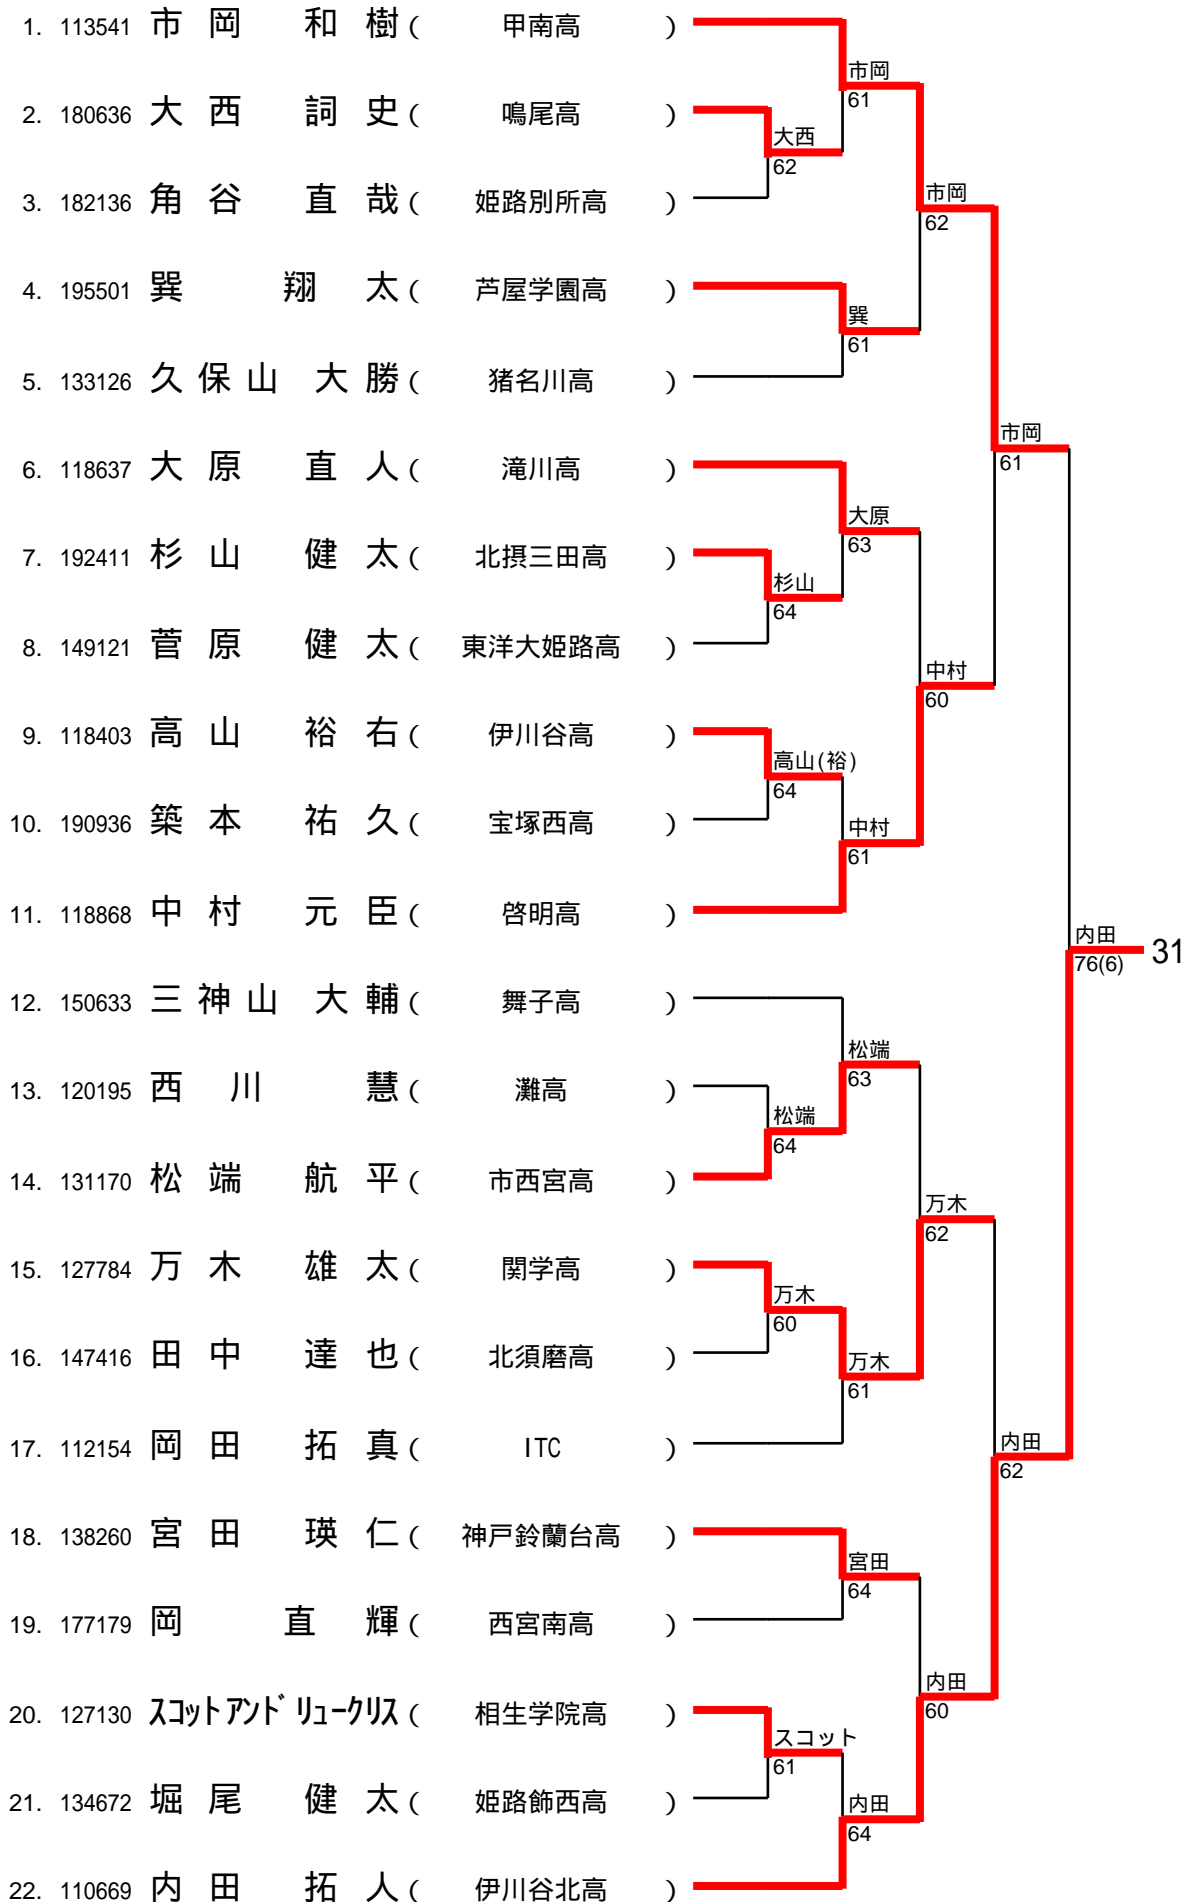 1. 113541 市岡 和樹 ( 甲南高 )
市岡
61
2. 180636 大西 詞史 ( 鳴尾高 )
大西
62
3. 182136 角谷 直哉 ( 姫路別所高 )
市岡
62
4. 195501 巽 翔太 ( 芦屋学園高 )
巽
61
5. 133126 久保山 大勝 ( 猪名川高 )
市岡
61
6. 118637 大原 直人 ( 滝川高 )
大原
63
7. 192411 杉山 健太 ( 北摂三田高 )
杉山
64
8. 149121 菅原 健太 ( 東洋大姫路高 )
中村
60
9. 118403 高山 裕右 ( 伊川谷高 )
高山(裕)
64
10. 190936 築本 祐久 ( 宝塚西高 )
中村
61
11. 118868 中村 元臣 ( 啓明高 )
内田
76(6)
31
12. 150633 三神山 大輔 ( 舞子高 )
松端
63
13. 120195 西川 慧 ( 灘高 )
松端
64
14. 131170 松端 航平 ( 市西宮高 )
万木
62
15. 127784 万木 雄太 ( 関学高 )
万木
60
16. 147416 田中 達也 ( 北須磨高 )
万木
61
17. 112154 岡田 拓真 ( ITC )
内田
62
18. 138260 宮田 瑛仁 ( 神戸鈴蘭台高 )
宮田
64
19. 177179 岡 直輝 ( 西宮南高 )
内田
60
20. 127130 スコットアンドリュークリス ( 相生学院高 )
スコット
61
21. 134672 堀尾 健太 ( 姫路飾西高 )
内田
64
22. 110669 内田 拓人 ( 伊川谷北高 )